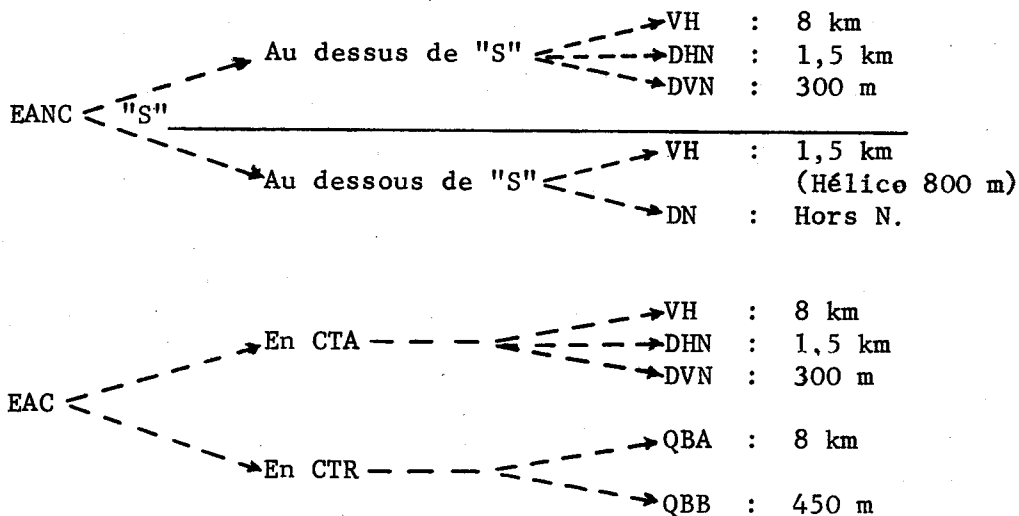 VH : 8 km
Au dessus de "S" DHN : 1,5 km
DVN : 300 m
EANC "S"
VH : 1,5 km
Au dessous de "S" (Hélico 800 m)
DN : Hors N.
VH : 8 km
En CTA DHN : 1,5 km
DVN : 300 m
EAC
QBA : 8 km
En CTR
QBB : 450 m